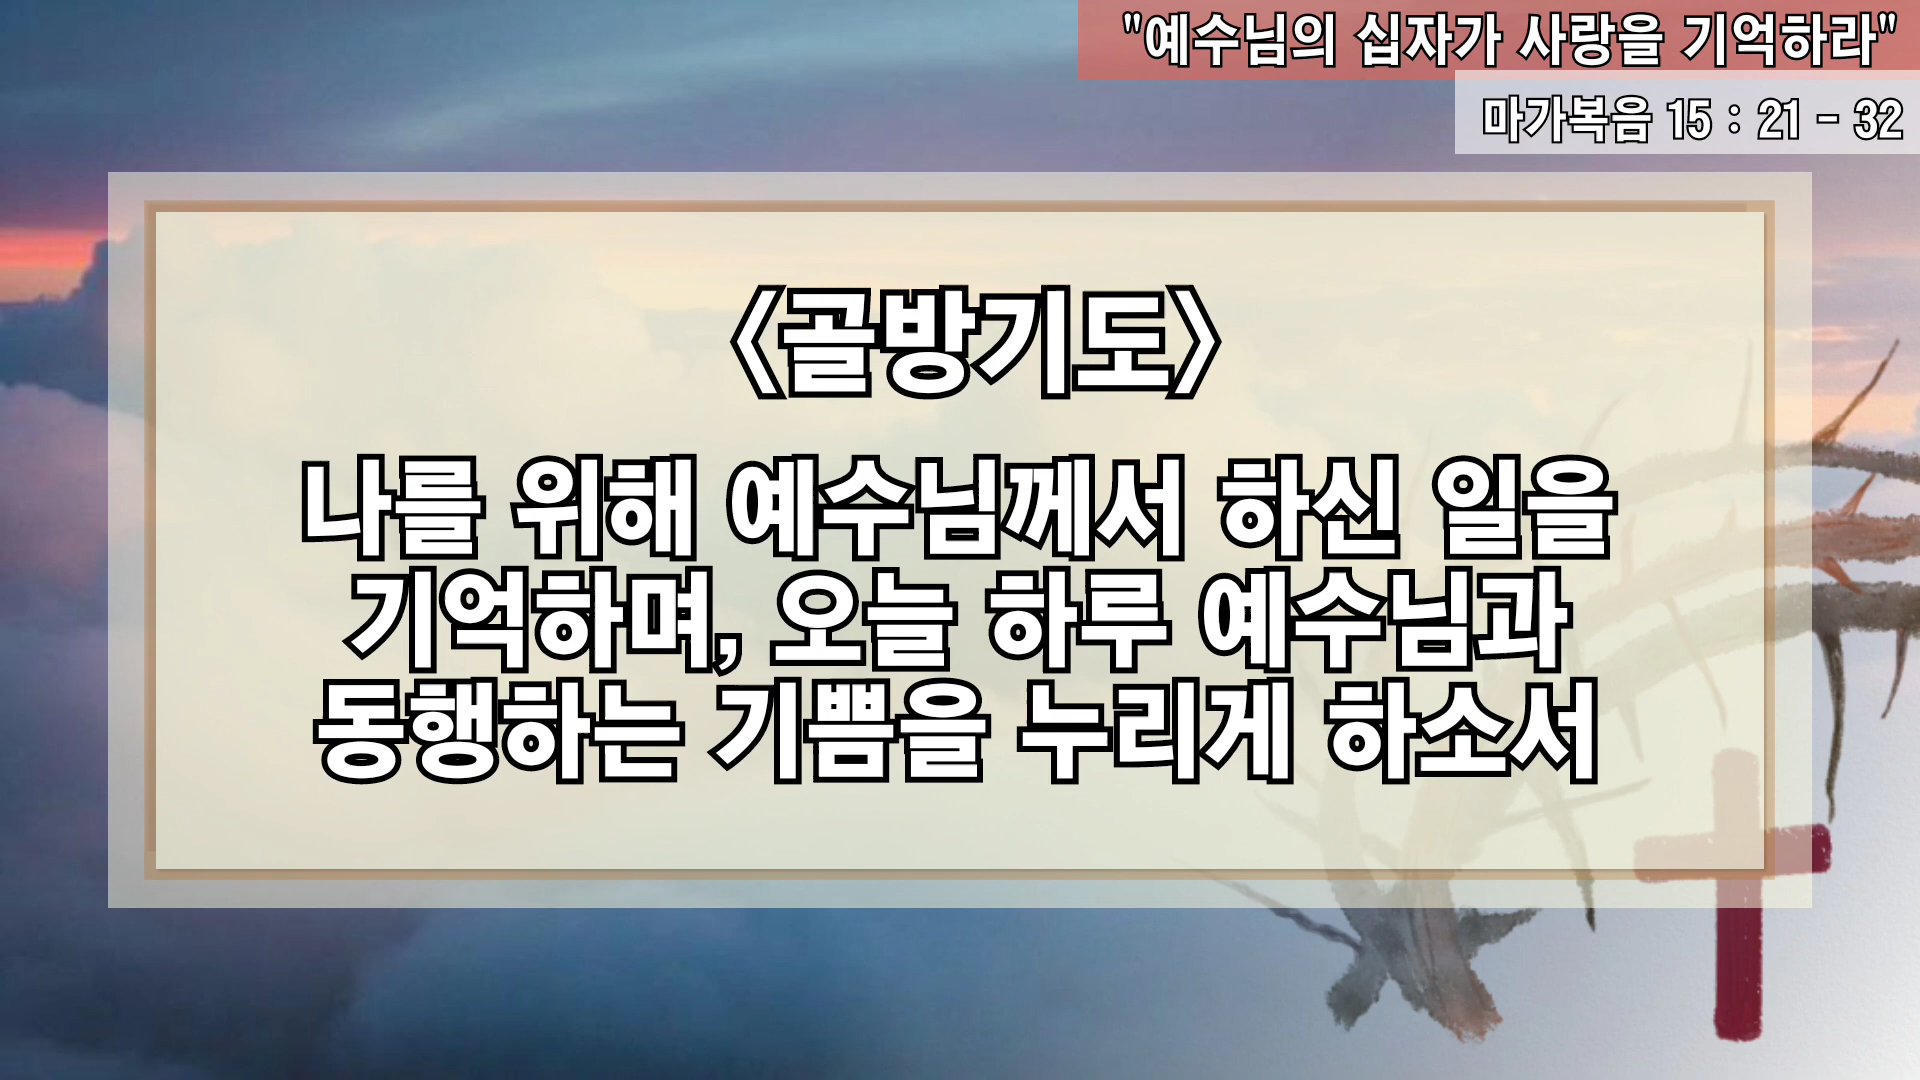 "예수님의 십자가 사랑을 기억하라"
마가복음 15 : 21 - 32
〈골방기도〉
나를 위해 예수님께서 하신 일을
기억하며, 오늘 하루 예수님과
동행하는 기쁨을 누리게 하소서